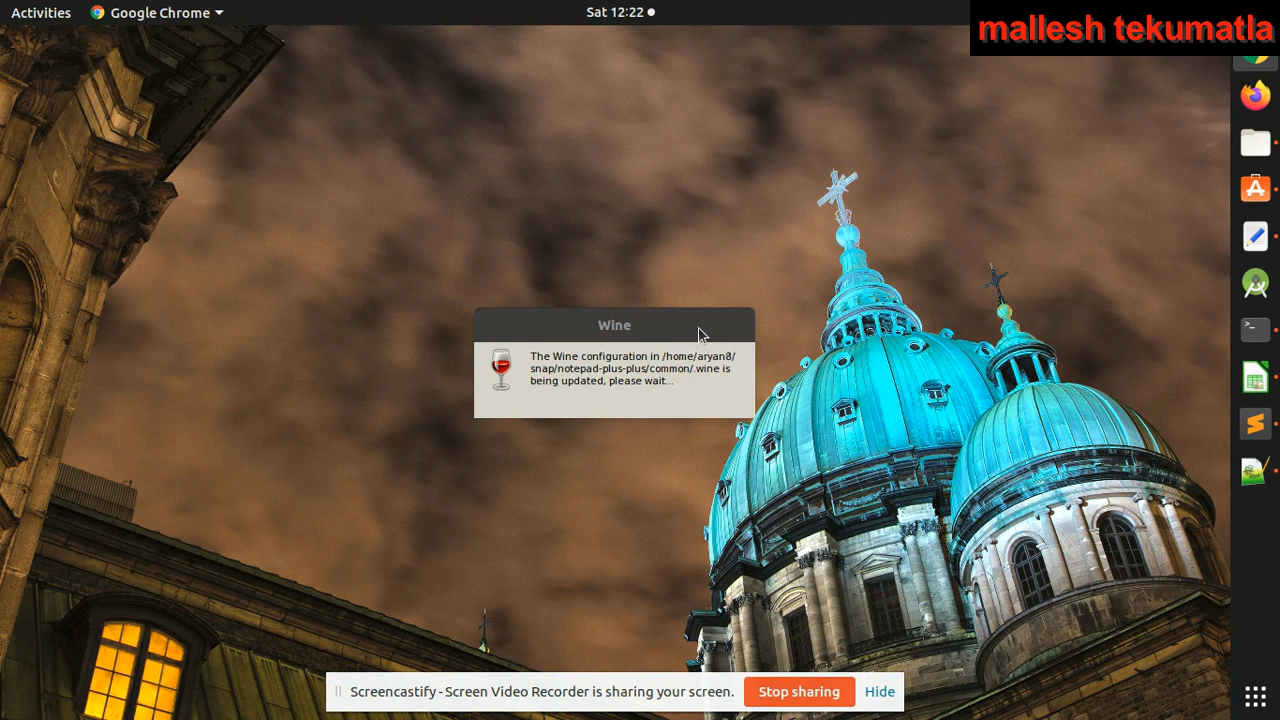 Activities
Google Chrome
Sat 12:22
mallesh tekumatla
Wine
The Wine configuration in /home/aryan8/
snap/notepad-plus-plus/common/.wine is
being updated, please wait...
Screencastify - Screen Video Recorder is sharing your screen.
Stop sharing
Hide